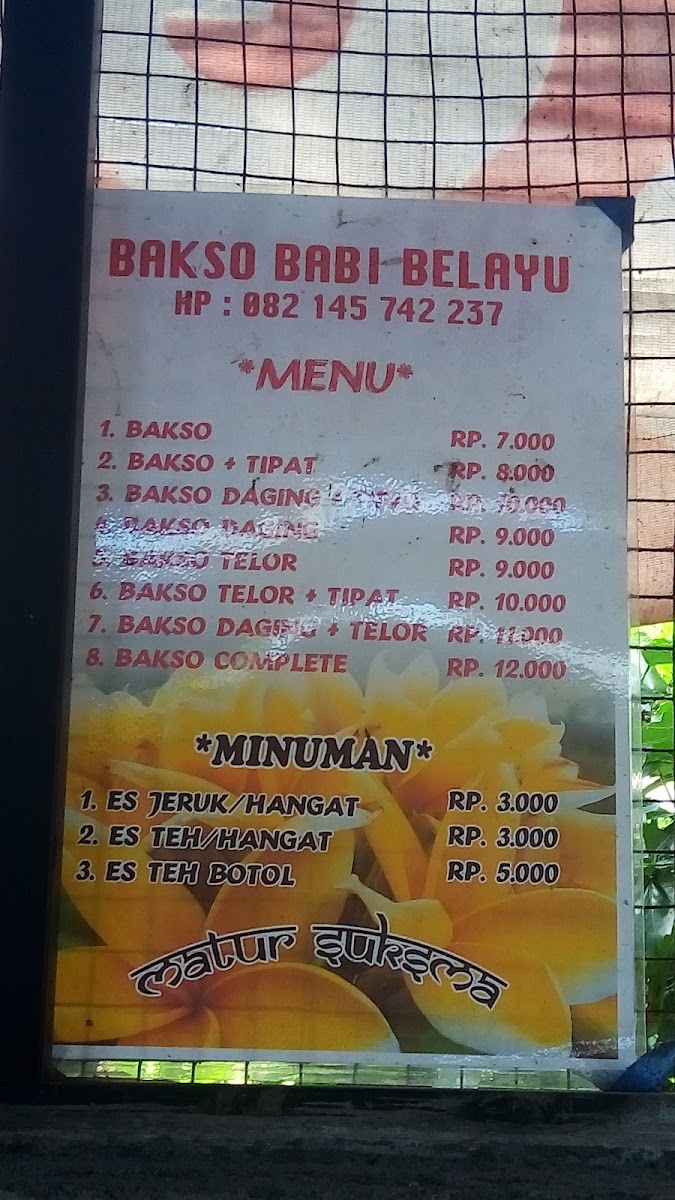 BAKSO BABI BELAYU
HP : 082 145 742 237
*MENU*
1. BAKSO RP. 7.000
2. BAKSO + TIPAT RP. 8.000
3. BAKSO DAGING + TIPAT RP. 10.000
4. BAKSO DAGING RP. 9.000
5. BAKSO TELOR RP. 9.000
6. BAKSO TELOR + TIPAT RP. 10.000
7. BAKSO DAGING + TELOR RP. 11.000
8. BAKSO COMPLETE RP. 12.000
*MINUMAN*
1. ES JERUK/HANGAT RP. 3.000
2. ES TEH/HANGAT RP. 3.000
3. ES TEH BOTOL RP. 5.000
matur suksma